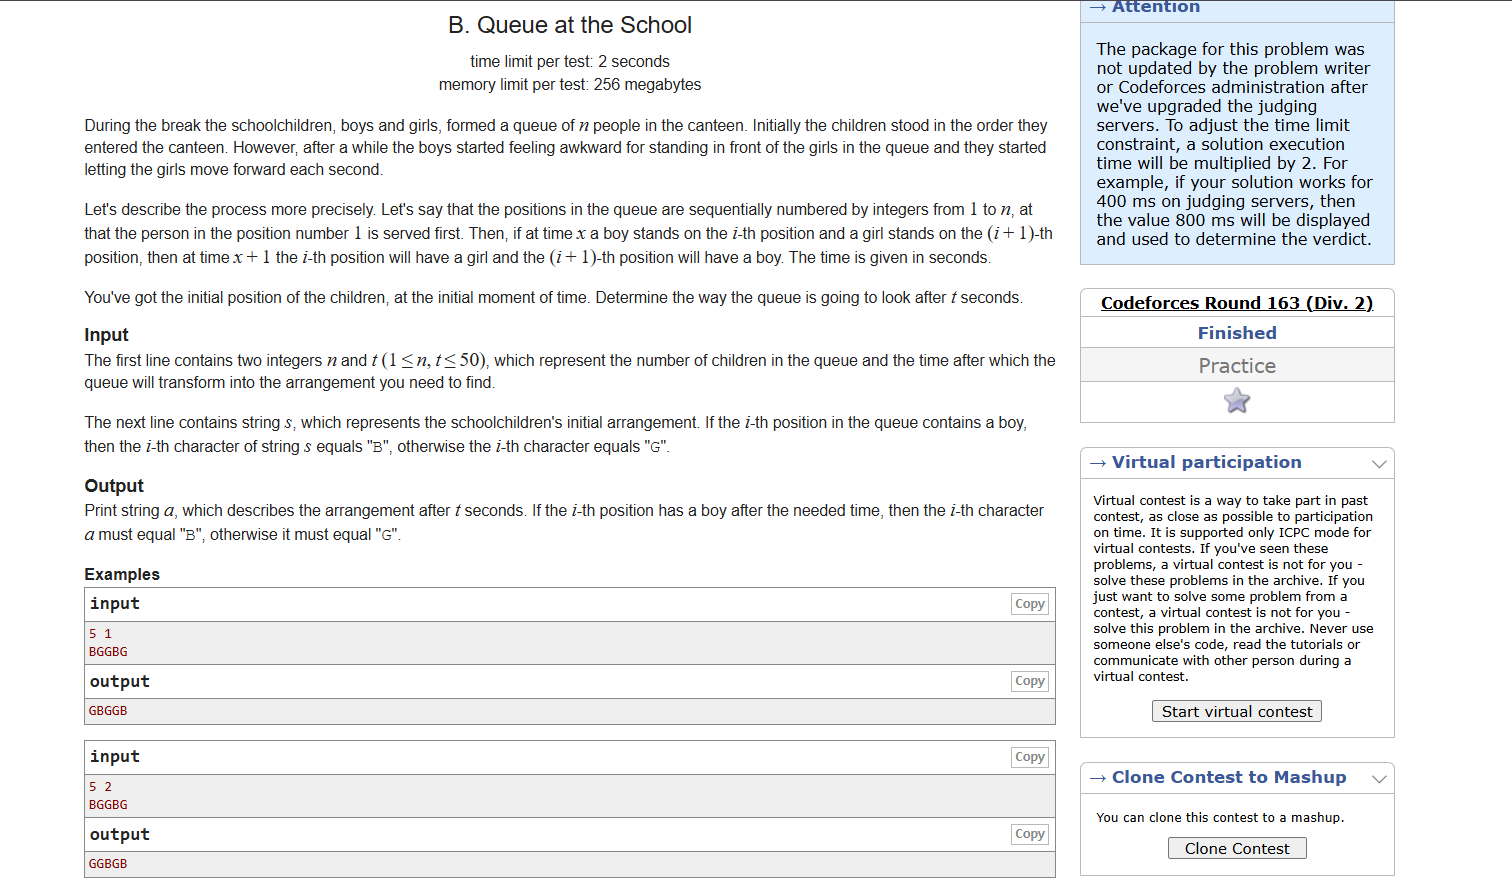 B. Queue at the School
time limit per test: 2 seconds
memory limit per test: 256 megabytes
During the break the schoolchildren, boys and girls, formed a queue of n people in the canteen. Initially the children stood in the order they
entered the canteen. However, after a while the boys started feeling awkward for standing in front of the girls in the queue and they started
letting the girls move forward each second.
Let's describe the process more precisely. Let's say that the positions in the queue are sequentially numbered by integers from 1 to n, at
that the person in the position number 1 is served first. Then, if at time x a boy stands on the i-th position and a girl stands on the (i + 1)-th
position, then at time x + 1 the i-th position will have a girl and the (i + 1)-th position will have a boy. The time is given in seconds.
You've got the initial position of the children, at the initial moment of time. Determine the way the queue is going to look after t seconds.
Input
The first line contains two integers n and t (1 ≤ n, t ≤ 50), which represent the number of children in the queue and the time after which the
queue will transform into the arrangement you need to find.
The next line contains string s, which represents the schoolchildren's initial arrangement. If the i-th position in the queue contains a boy,
then the i-th character of string s equals "B", otherwise the i-th character equals "G".
Output
Print string a, which describes the arrangement after t seconds. If the i-th position has a boy after the needed time, then the i-th character
a must equal "B", otherwise it must equal "G".
Examples
input
Copy
5 1
BGGBG
output
Copy
GBGGB
input
Copy
5 2
BGGBG
output
Copy
GGBGB
→ Attention
The package for this problem was
not updated by the problem writer
or Codeforces administration after
we've upgraded the judging
servers. To adjust the time limit
constraint, a solution execution
time will be multiplied by 2. For
example, if your solution works for
400 ms on judging servers, then
the value 800 ms will be displayed
and used to determine the verdict.
Codeforces Round 163 (Div. 2)
Finished
Practice
→ Virtual participation
Virtual contest is a way to take part in past
contest, as close as possible to participation
on time. It is supported only ICPC mode for
virtual contests. If you've seen these
problems, a virtual contest is not for you -
solve these problems in the archive. If you
just want to solve some problem from a
contest, a virtual contest is not for you -
solve this problem in the archive. Never use
someone else's code, read the tutorials or
communicate with other person during a
virtual contest.
Start virtual contest
→ Clone Contest to Mashup
You can clone this contest to a mashup.
Clone Contest